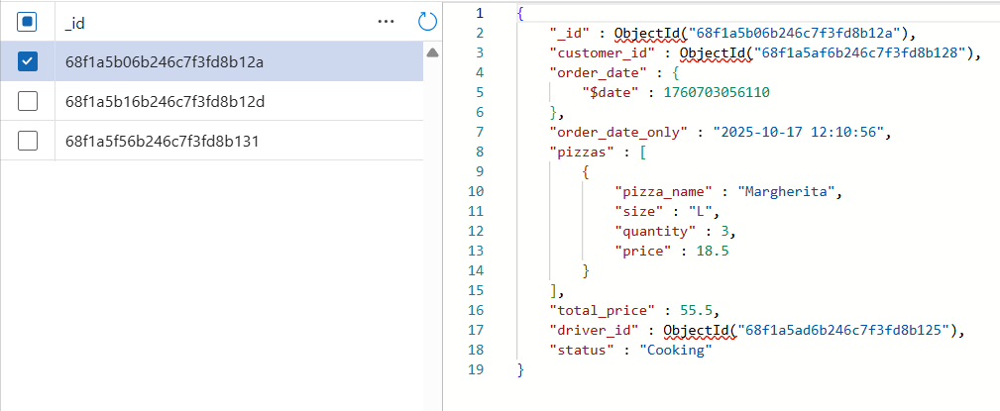 _id ...
68f1a5b06b246c7f3fd8b12a
68f1a5b16b246c7f3fd8b12d
68f1a5f56b246c7f3fd8b131
1 {
2 "_id" : ObjectId("68f1a5b06b246c7f3fd8b12a"),
3 "customer_id" : ObjectId("68f1a5af6b246c7f3fd8b128"),
4 "order_date" : {
5 "$date" : 1760703056110
6 },
7 "order_date_only" : "2025-10-17 12:10:56",
8 "pizzas" : [
9 {
10 "pizza_name" : "Margherita",
11 "size" : "L",
12 "quantity" : 3,
13 "price" : 18.5
14 }
15 ],
16 "total_price" : 55.5,
17 "driver_id" : ObjectId("68f1a5ad6b246c7f3fd8b125"),
18 "status" : "Cooking"
19 }